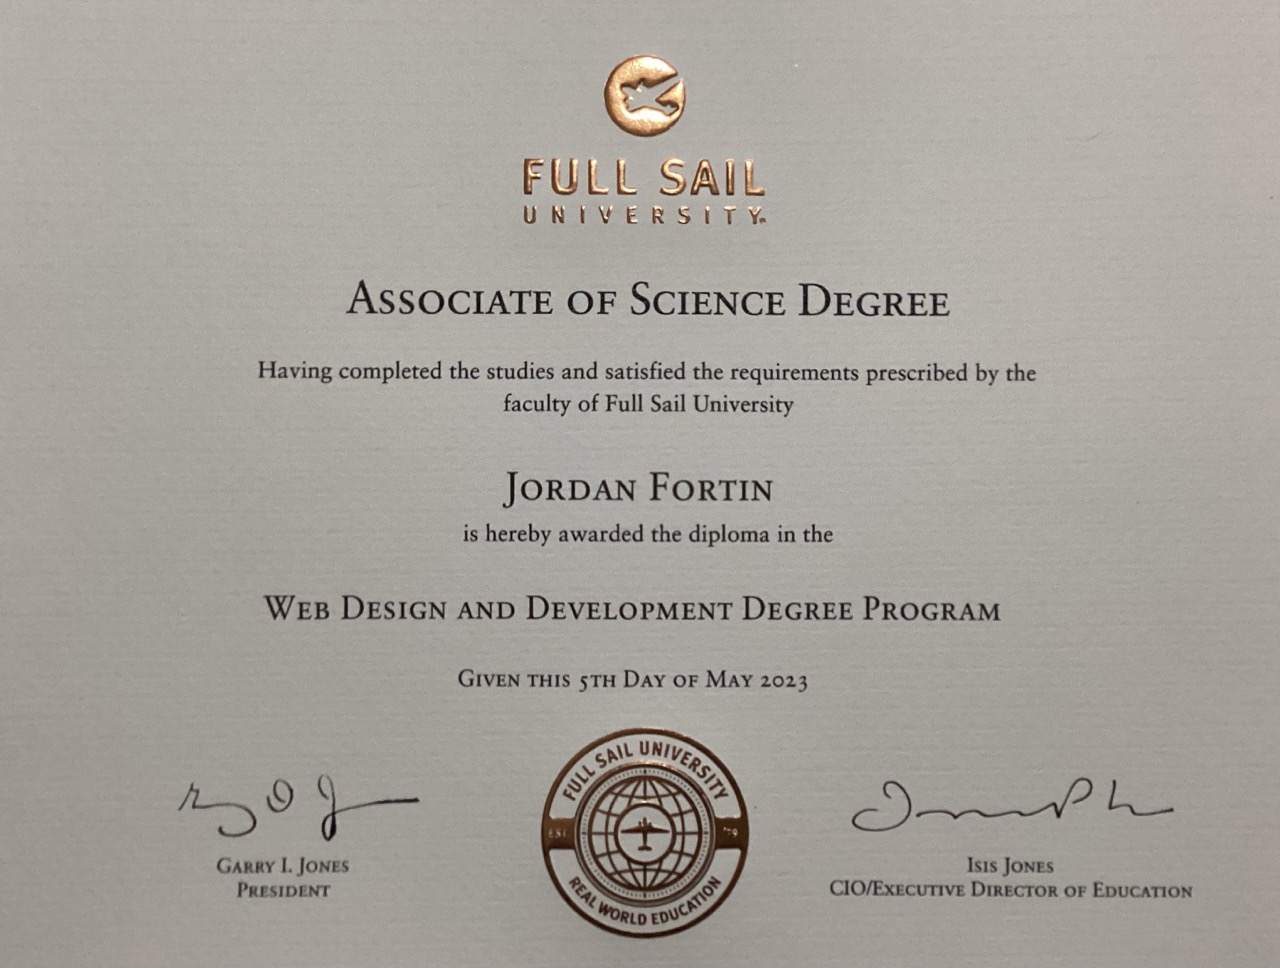 FULL SAIL
UNIVERSITY.
ASSOCIATE OF SCIENCE DEGREE
Having completed the studies and satisfied the requirements prescribed by the
faculty of Full Sail University
JORDAN FORTIN
is hereby awarded the diploma in the
WEB DESIGN AND DEVELOPMENT DEGREE PROGRAM
GIVEN THIS 5TH DAY OF MAY 2023
FULL SAIL UNIVERSITY
EST. '79
REAL WORLD EDUCATION
GARRY I. JONES
PRESIDENT
ISIS JONES
CIO/EXECUTIVE DIRECTOR OF EDUCATION